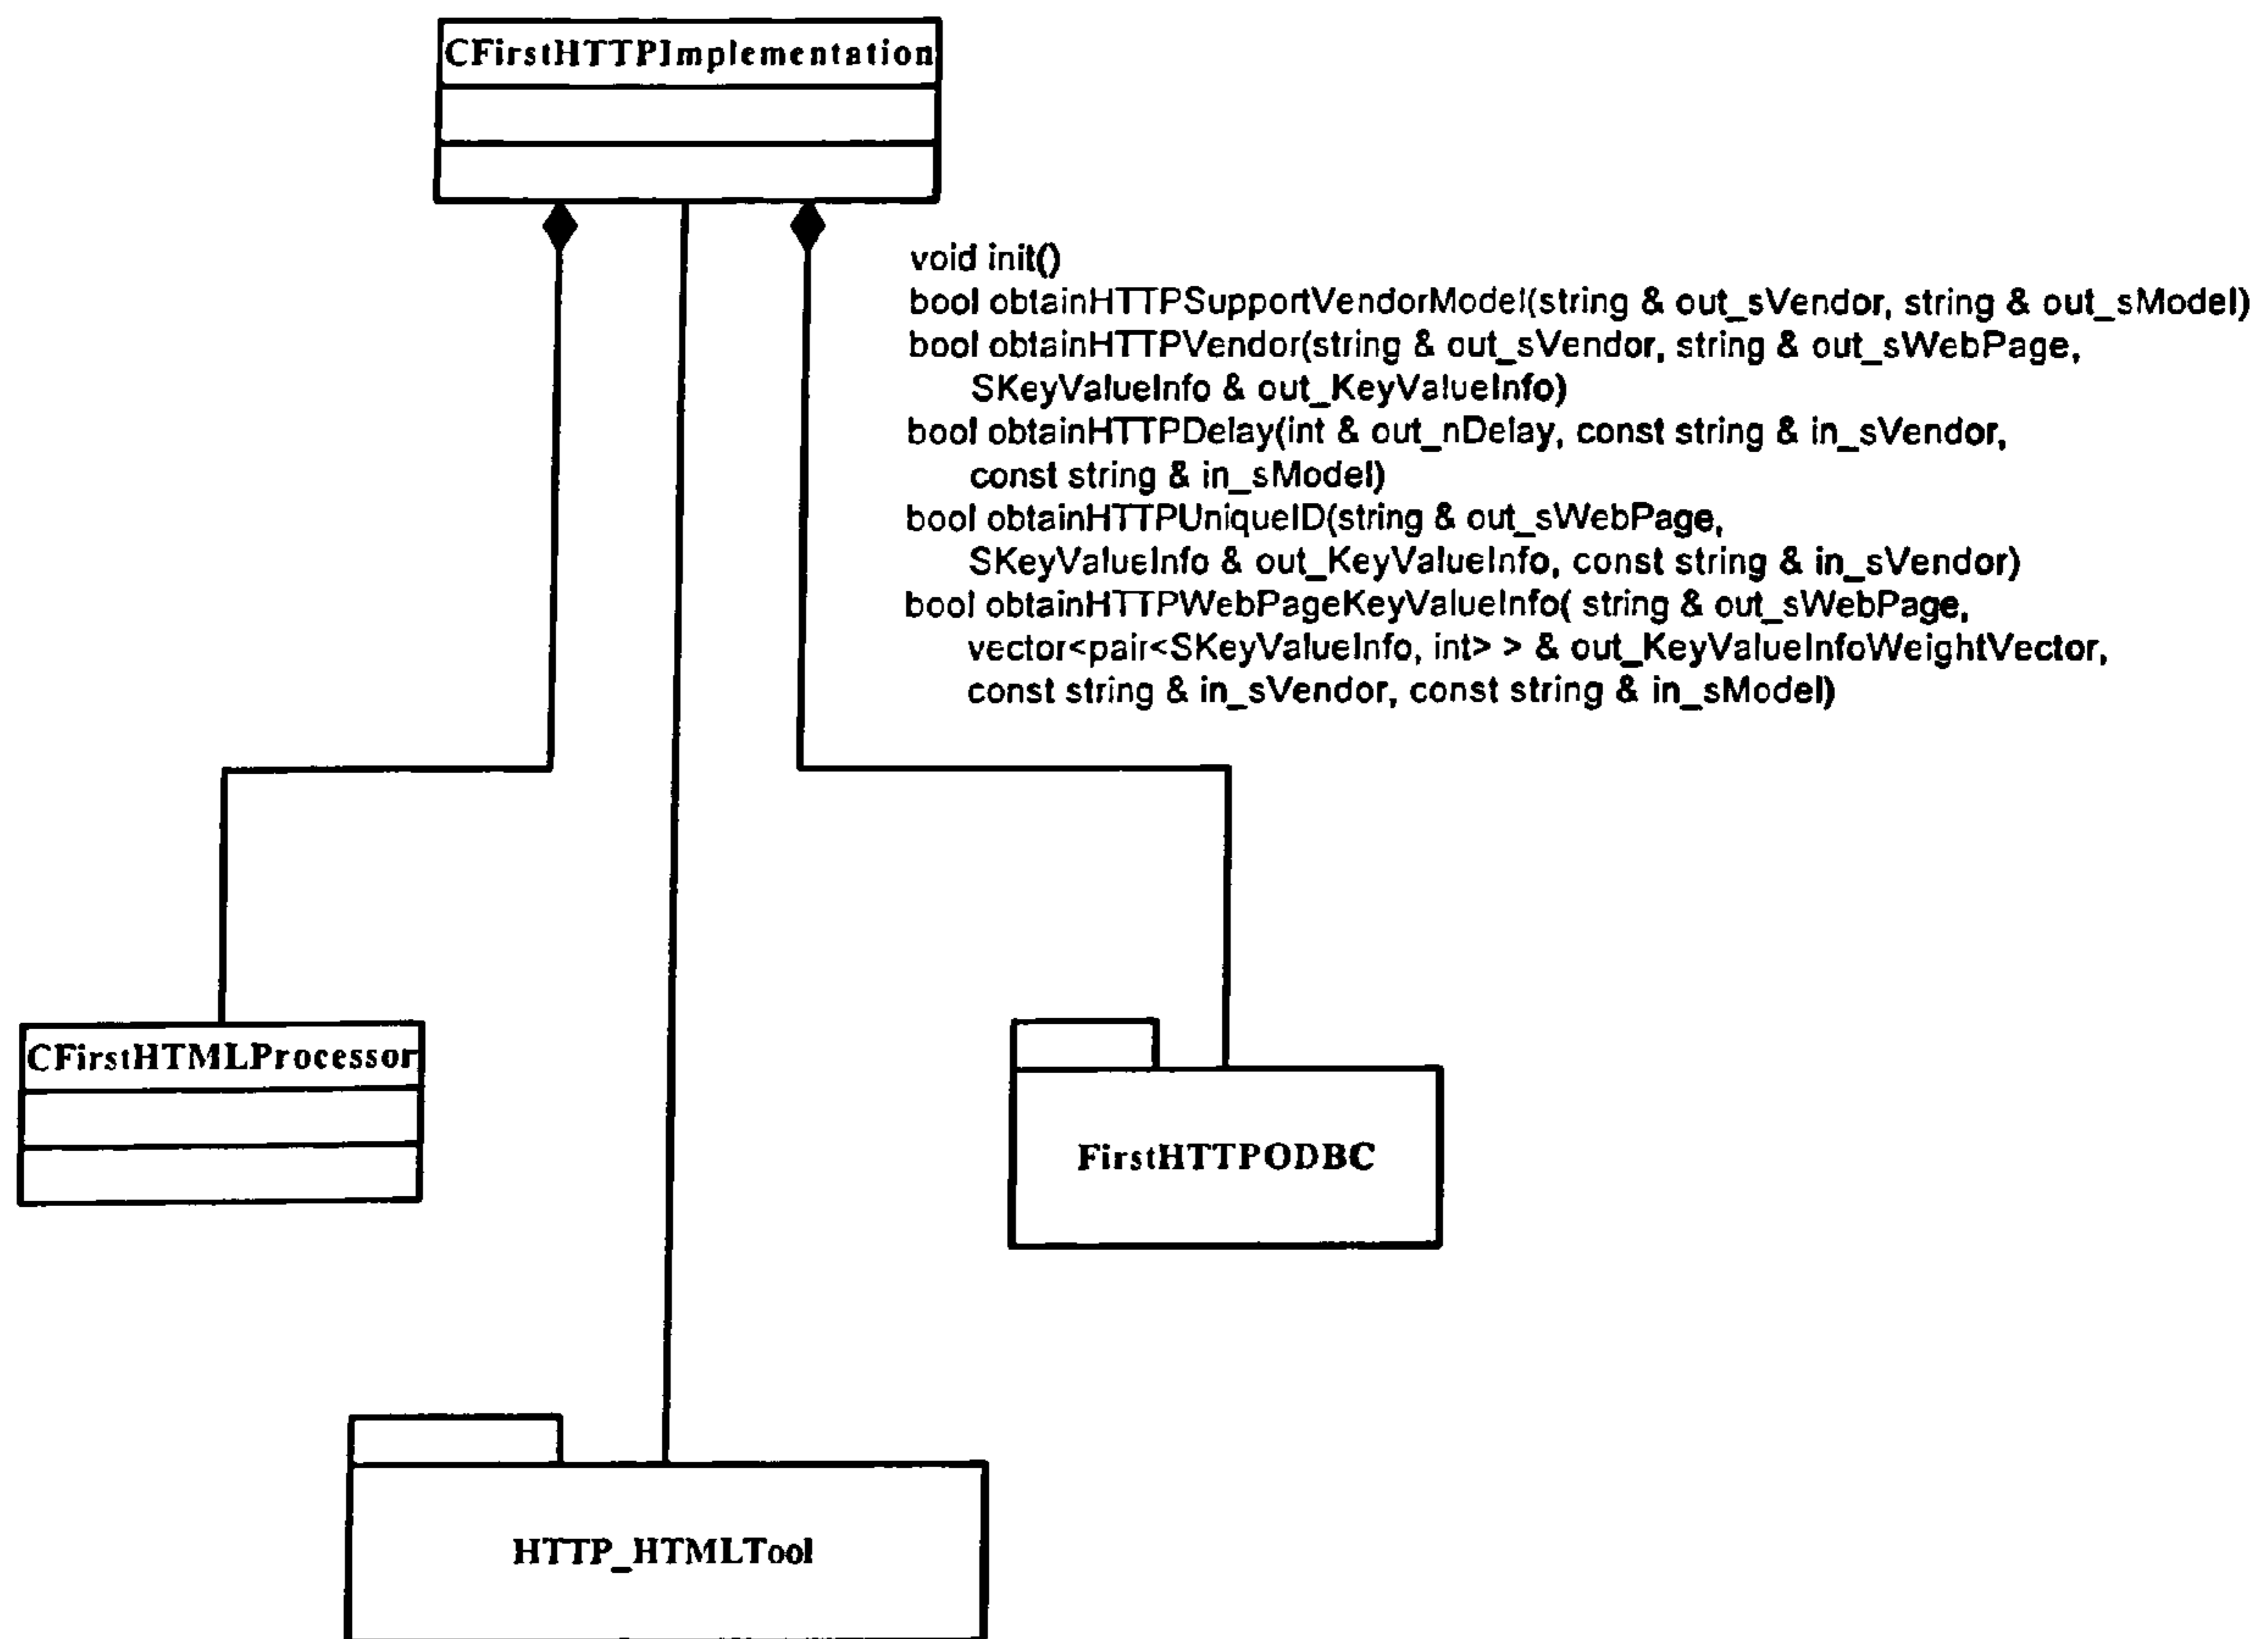 CFirstHTTPImplementation
void init()
bool obtainHTTPSupportVendorModel(string & out_sVendor, string & out_sModel)
bool obtainHTTPVendor(string & out_sVendor, string & out_sWebPage,
SKeyValueInfo & out_KeyValueInfo)
bool obtainHTTPDelay(int & out_nDelay, const string & in_sVendor,
const string & in_sModel)
bool obtainHTTPUniqueID(string & out_sWebPage,
SKeyValueInfo & out_KeyValueInfo, const string & in_sVendor)
bool obtainHTTPWebPageKeyValueInfo( string & out_sWebPage,
vector<pair<SKeyValueInfo, int> > & out_KeyValueInfoWeightVector,
const string & in_sVendor, const string & in_sModel)
CFirstHTMLProcessor
FirstHTTPODBC
HTTP_HTMLTool